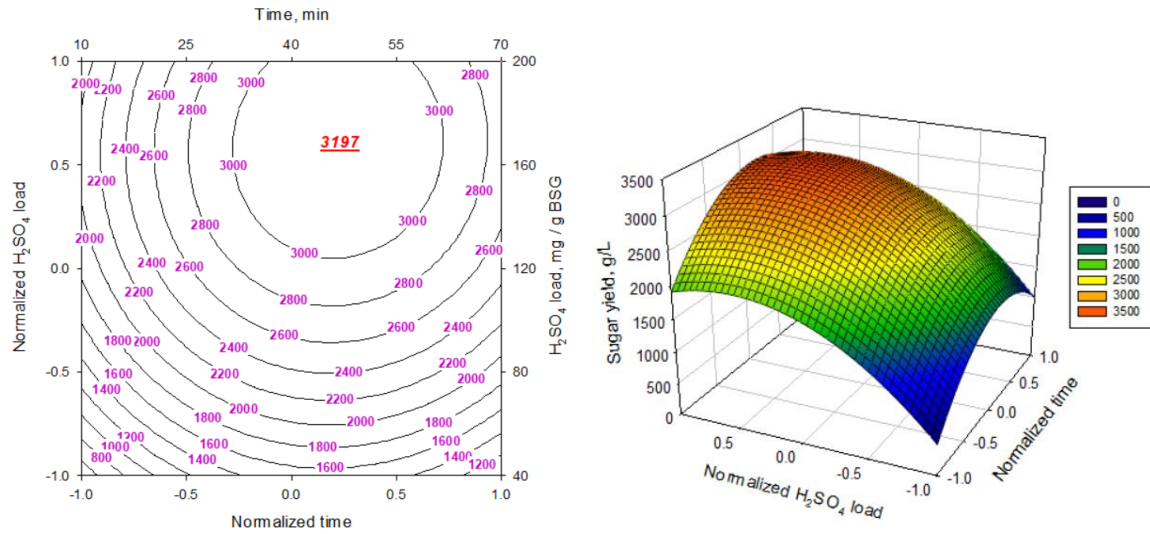 Time, min
10 25 40 55 70
1.0 2000 2200 2600 2800 3000 2800 200
2400 2600 3000 3000
3197
0.5 2200 2800 3000 2800 160
2000 2400 2600 2800 3000 3000 2600
0.0 2200 2400 2600 2800 2800 120
1800 2000 2400 2600 2600 2400
-0.5 1600 1400 2200 2400 2200 2000 80
2000 2200 2000
1800 2000 1800
1200 1000 1600 1800 1600
800 1400 1600 1400 1200
-1.0 40
-1.0 -0.5 0.0 0.5 1.0
Normalized time
Normalized H₂SO₄ load
H₂SO₄ load, mg / g BSG
3500
3000
2500
2000
1500
1000
500
0
Sugar yield, g/L
0.5 0.0 -0.5 -1.0
Normalized H₂SO₄ load
1.0
0.5
0.0
-0.5
-1.0
Normalized time
0
500
1000
1500
2000
2500
3000
3500